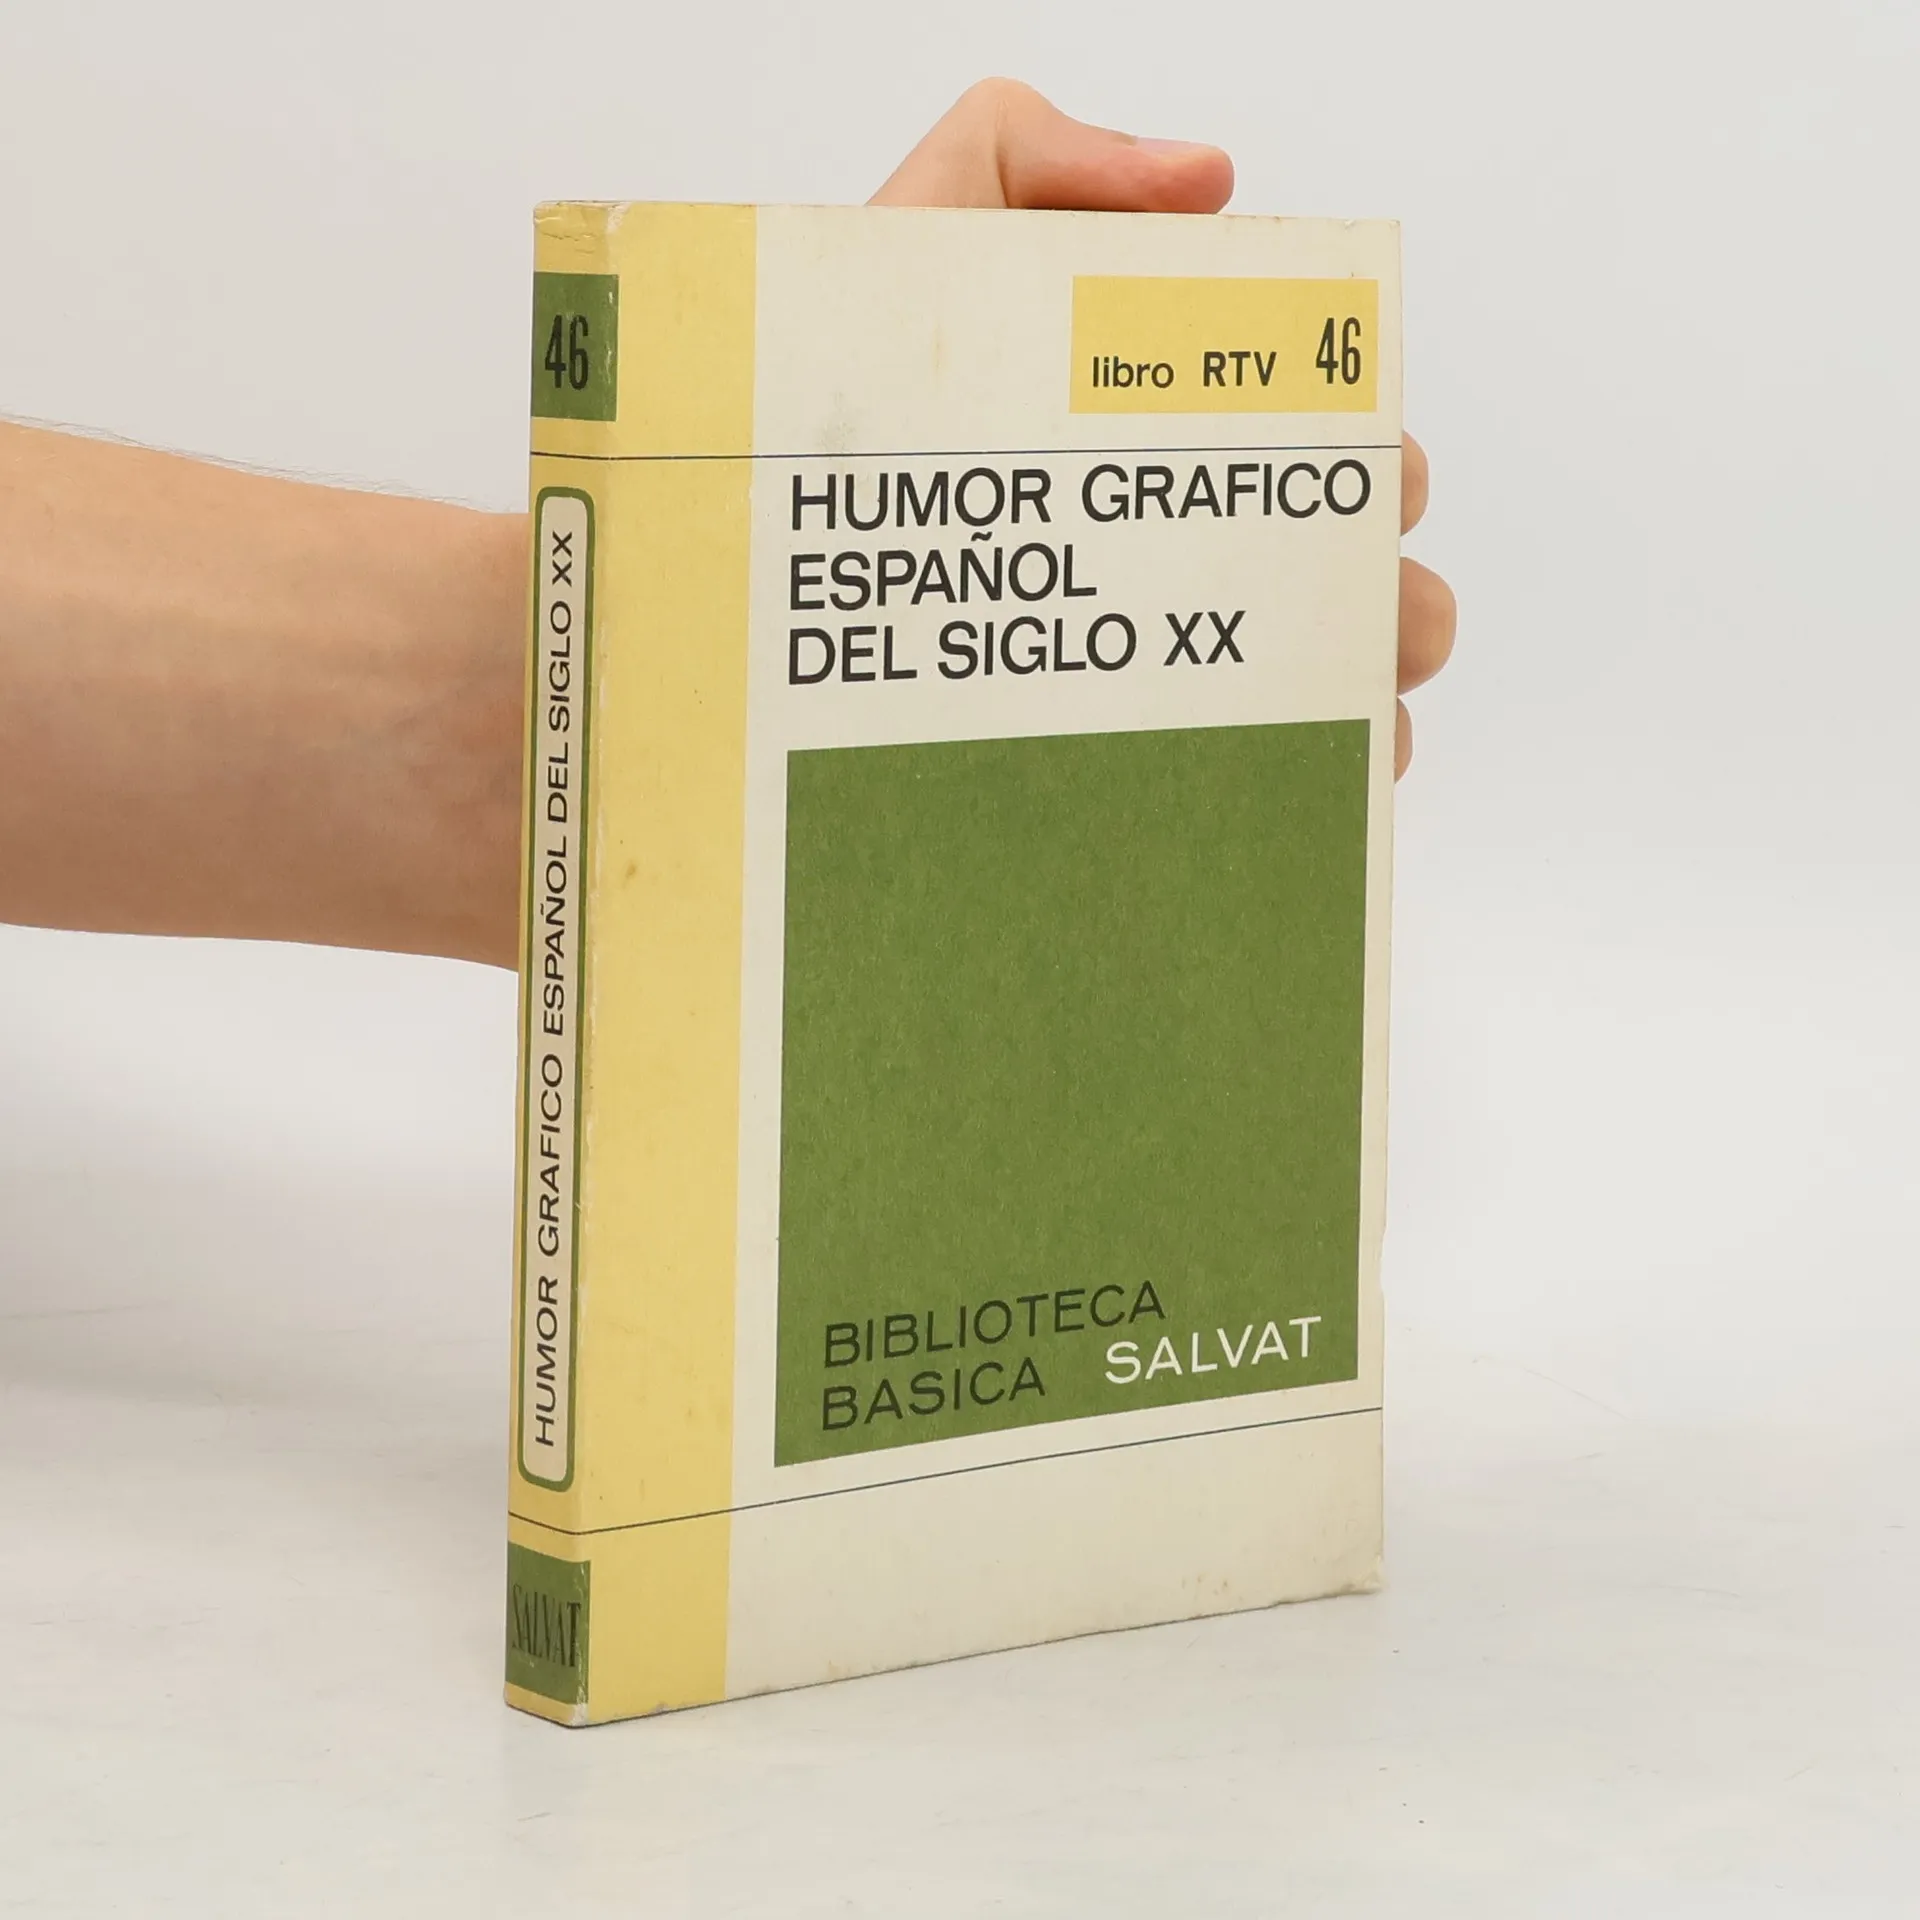 46
HUMOR GRAFICO ESPAÑOL DEL SIGLO XX
SALVAT
libro RTV 46
HUMOR GRAFICO
ESPAÑOL
DEL SIGLO XX
BIBLIOTECA
BASICA SALVAT